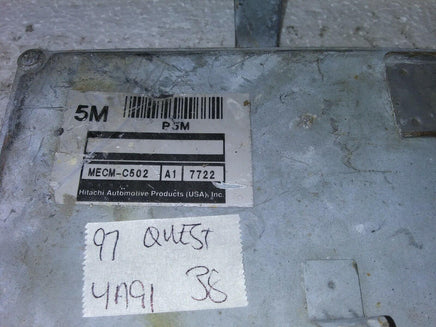 5M
P5M
MECM-C502 A1 7722
Hitachi Automotive Products (USA), Inc.
97 QUEST
4A91 38